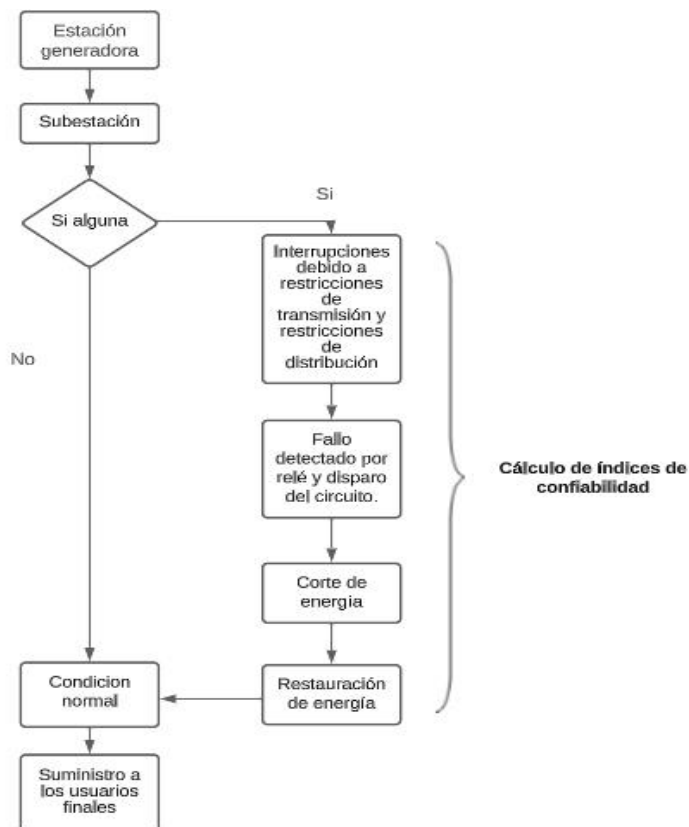 Estación
generadora
Subestación
Si alguna
Si
No
Interrupciones
debido a
restricciones
de
transmisión y
restricciones
de
distribución
Fallo
detectado por
relé y disparo
del circuito.
Corte de
energia
Restauración
de energía
Cálculo de índices de
confiabilidad
Condicion
normal
Suministro a
los usuarios
finales